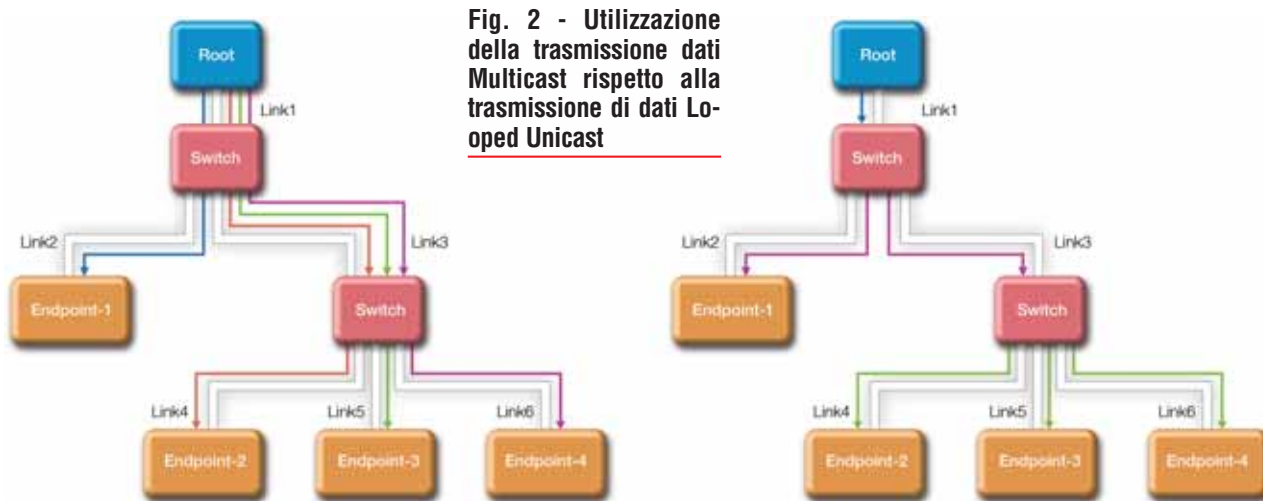 Fig. 2 - Utilizzazione
della trasmissione dati
Multicast rispetto alla
trasmissione di dati Lo-
oped Unicast
Root
Link1
Switch
Link2
Link3
Endpoint-1
Switch
Link4
Link5
Link6
Endpoint-2
Endpoint-3
Endpoint-4
Root
Link1
Switch
Link2
Link3
Endpoint-1
Switch
Link4
Link5
Link6
Endpoint-2
Endpoint-3
Endpoint-4